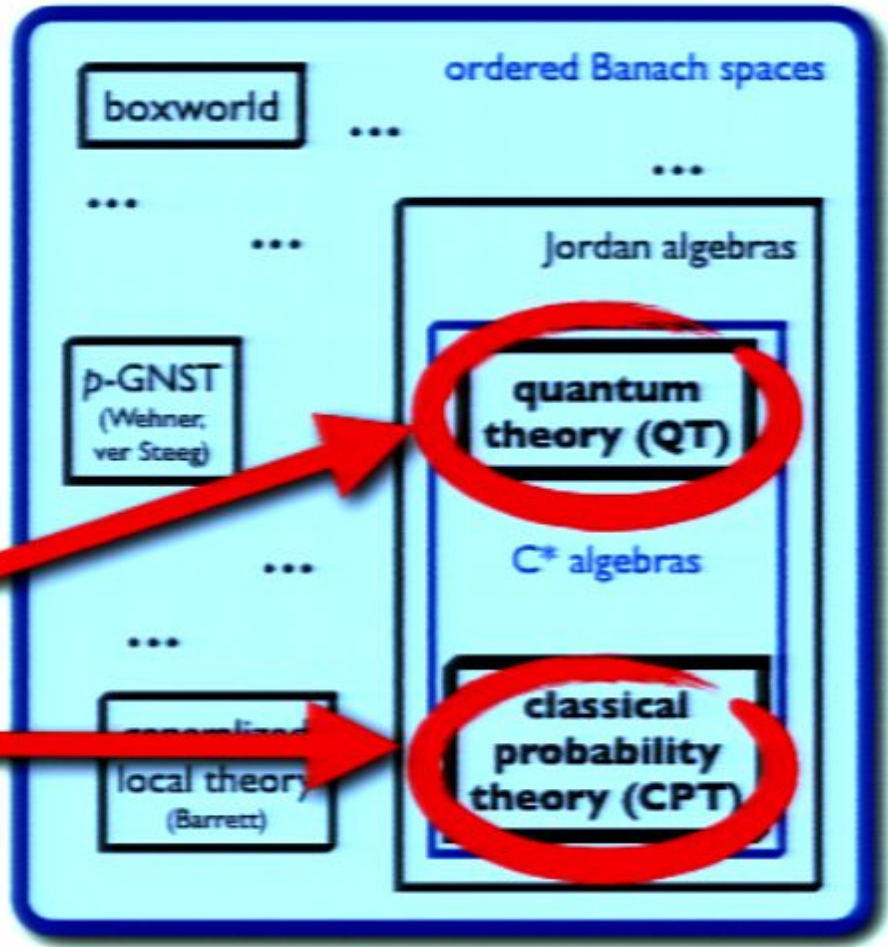 ordered Banach spaces
boxworld
...
...
...
...
Jordan algebras
p-GNST
(Wehner,
ver Steeg)
quantum
theory (QT)
...
C* algebras
...
classical
probability
theory (CPT)
local theory
(Barrett)